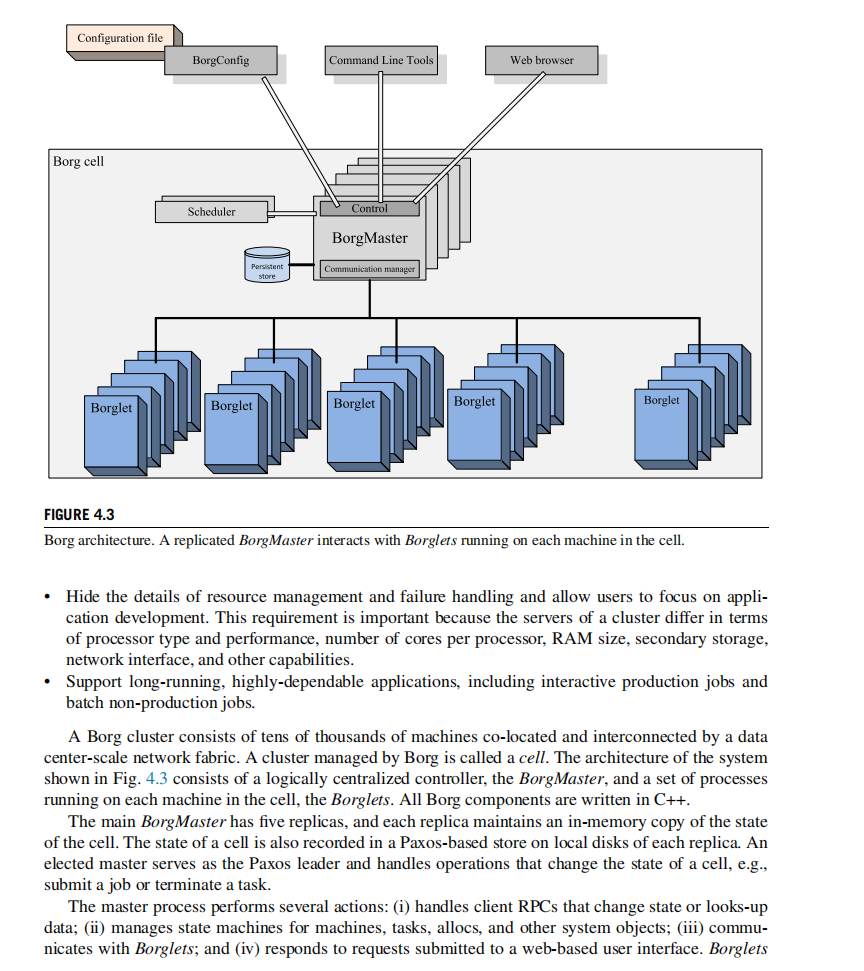 Configuration file
BorgConfig
Command Line Tools
Web browser
Borg cell
Scheduler
Control
BorgMaster
Persistent
store
Communication manager
Borglet
Borglet
Borglet
Borglet
Borglet
FIGURE 4.3
Borg architecture. A replicated BorgMaster interacts with Borglets running on each machine in the cell.
• Hide the details of resource management and failure handling and allow users to focus on appli-
cation development. This requirement is important because the servers of a cluster differ in terms
of processor type and performance, number of cores per processor, RAM size, secondary storage,
network interface, and other capabilities.
• Support long-running, highly-dependable applications, including interactive production jobs and
batch non-production jobs.
A Borg cluster consists of tens of thousands of machines co-located and interconnected by a data
center-scale network fabric. A cluster managed by Borg is called a cell. The architecture of the system
shown in Fig. 4.3 consists of a logically centralized controller, the BorgMaster, and a set of processes
running on each machine in the cell, the Borglets. All Borg components are written in C++.
The main BorgMaster has five replicas, and each replica maintains an in-memory copy of the state
of the cell. The state of a cell is also recorded in a Paxos-based store on local disks of each replica. An
elected master serves as the Paxos leader and handles operations that change the state of a cell, e.g.,
submit a job or terminate a task.
The master process performs several actions: (i) handles client RPCs that change state or looks-up
data; (ii) manages state machines for machines, tasks, allocs, and other system objects; (iii) commu-
nicates with Borglets; and (iv) responds to requests submitted to a web-based user interface. Borglets